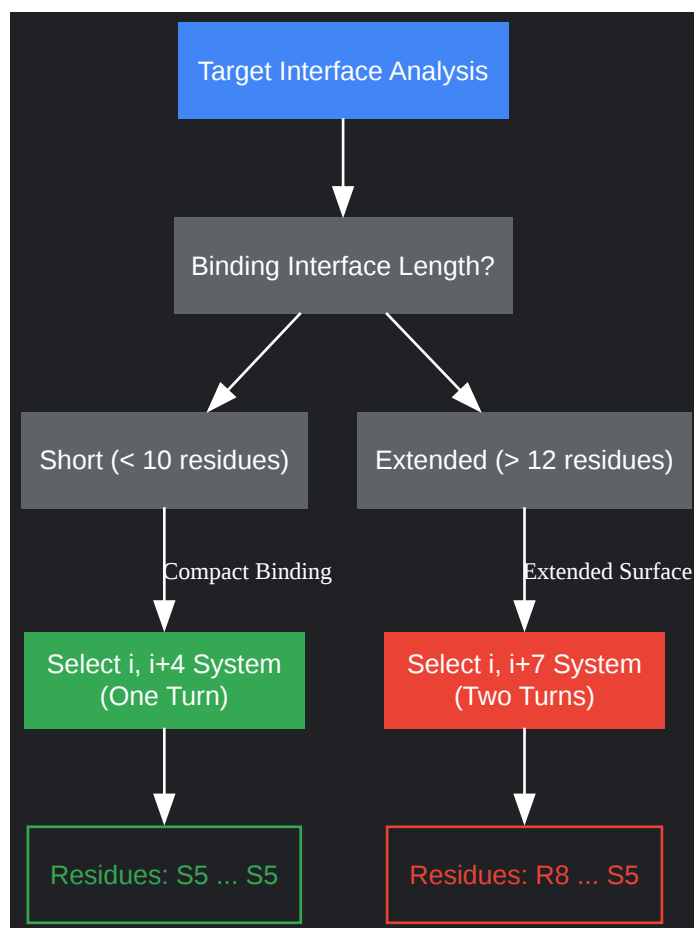 Target Interface Analysis
Binding Interface Length?
Short (< 10 residues)
Extended (> 12 residues)
Compact Binding
Extended Surface
Select i, i+4 System
(One Turn)
Select i, i+7 System
(Two Turns)
Residues: S5 ... S5
Residues: R8 ... S5